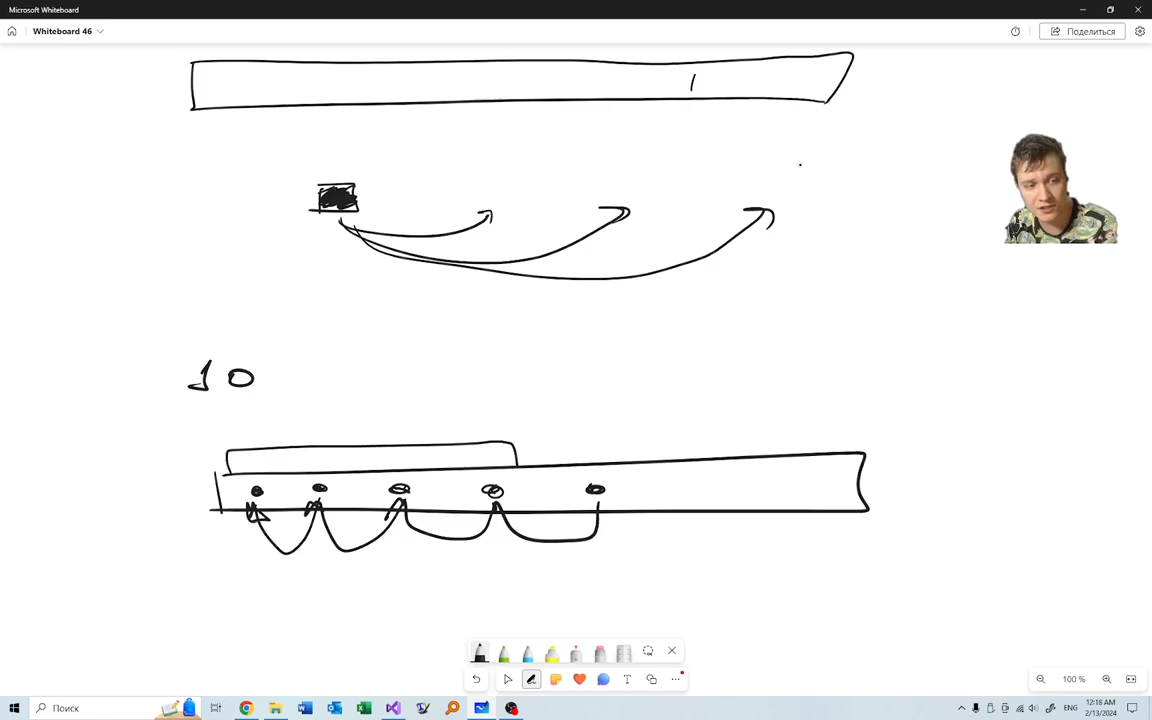 Microsoft Whiteboard
Whiteboard 46
Поделиться
10
100 %
Поиск
ENG
12:18 AM
2/13/2024